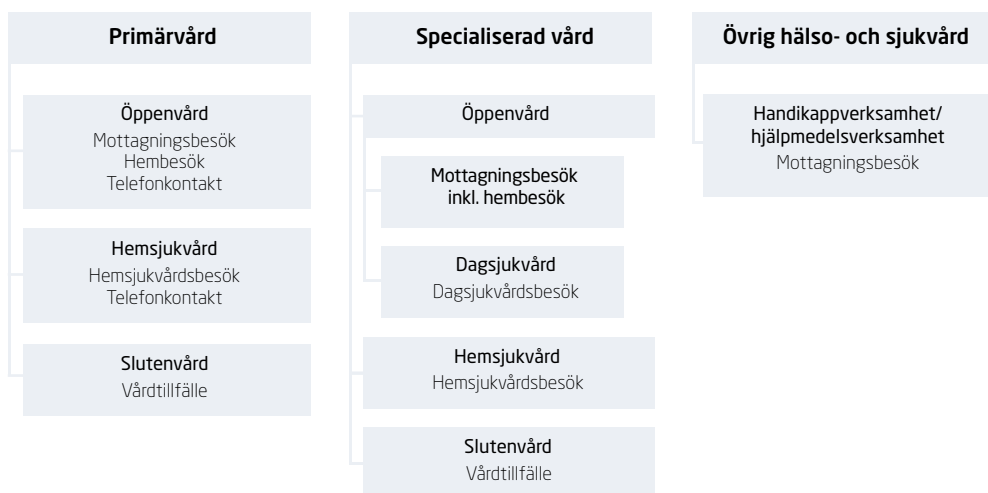 Primärvård
Öppenvård
Mottagningsbesök
Hembesök
Telefonkontakt
Hemsjukvård
Hemsjukvårdsbesök
Telefonkontakt
Slutenvård
Vårdtillfälle
Specialiserad vård
Öppenvård
Mottagningsbesök
inkl. hembesök
Dagsjukvård
Dagsjukvårdsbesök
Hemsjukvård
Hemsjukvårdsbesök
Slutenvård
Vårdtillfälle
Övrig hälso- och sjukvård
Handikappverksamhet/
hjälpmedelsverksamhet
Mottagningsbesök